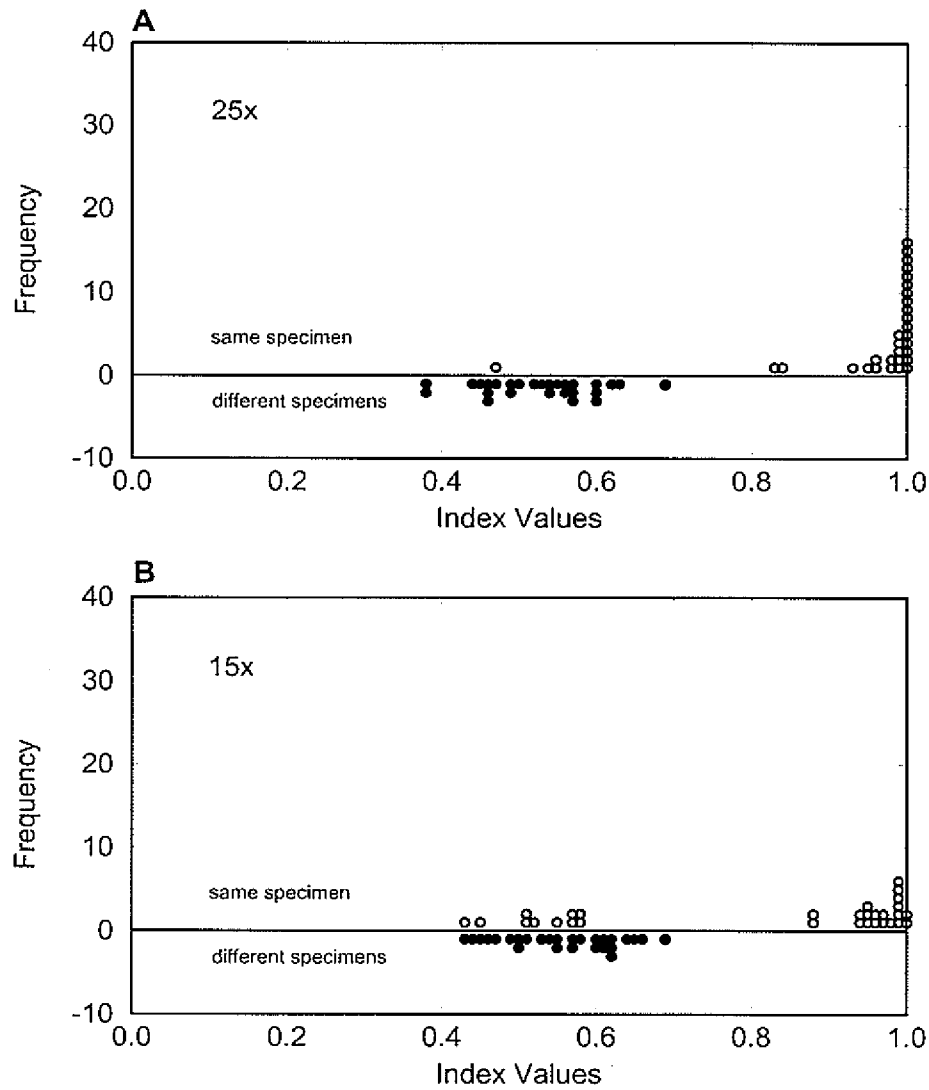 A
40
30
20
10
0
-10
25x
same specimen
different specimens
Frequency
0.0 0.2 0.4 0.6 0.8 1.0
Index Values
B
40
30
20
10
0
-10
15x
same specimen
different specimens
Frequency
0.0 0.2 0.4 0.6 0.8 1.0
Index Values